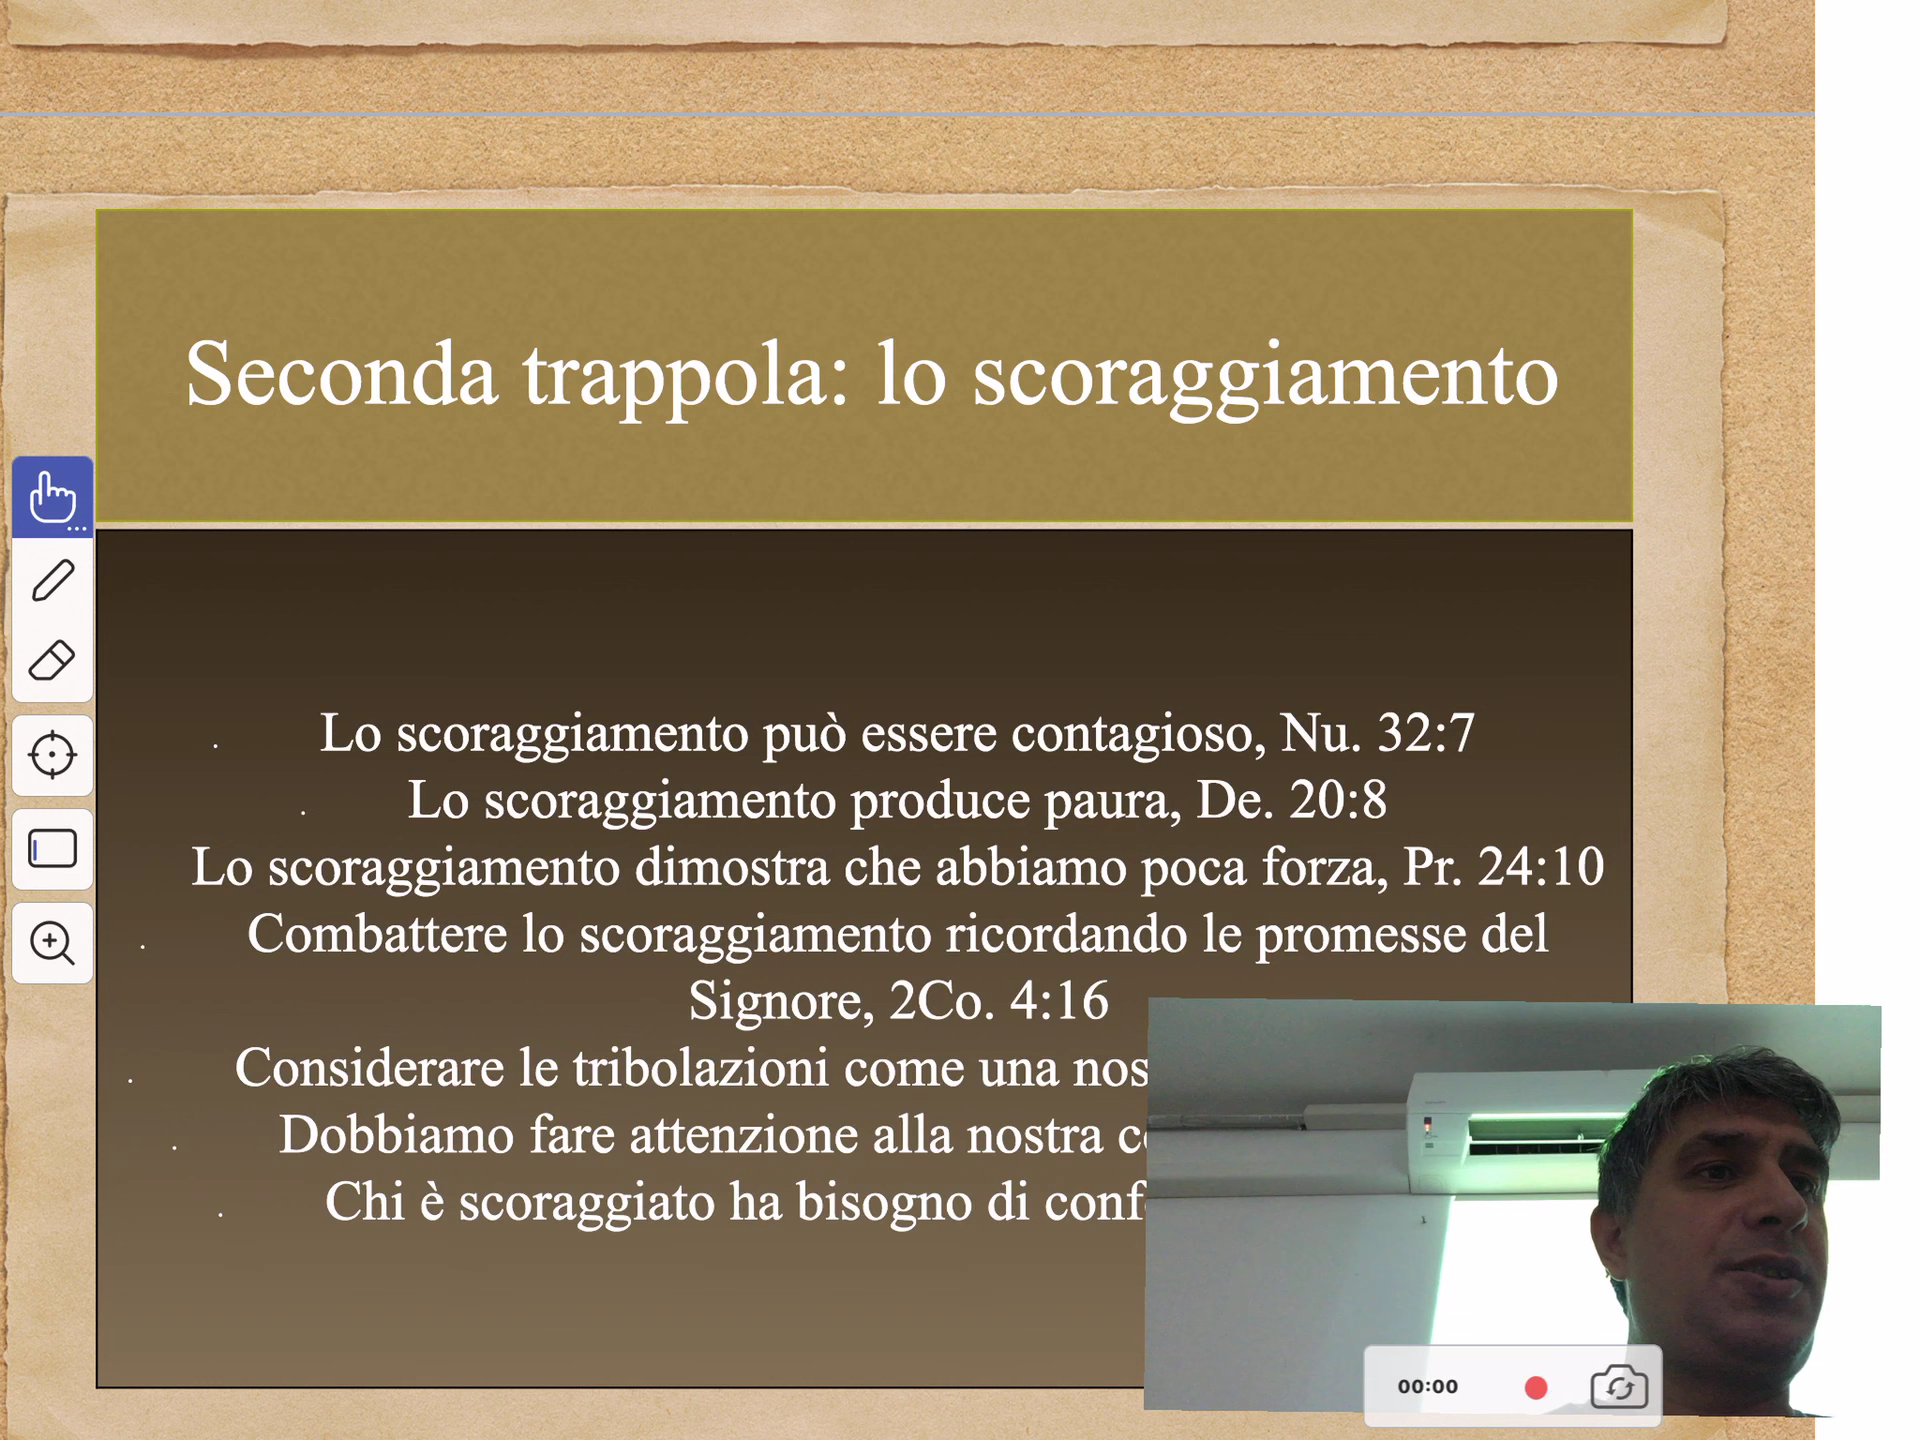 Seconda trappola: lo scoraggiamento
Lo scoraggiamento può essere contagioso, Nu. 32:7
Lo scoraggiamento produce paura, De. 20:8
Lo scoraggiamento dimostra che abbiamo poca forza, Pr. 24:10
Combattere lo scoraggiamento ricordando le promesse del
Signore, 2Co. 4:16
Considerare le tribolazioni come una
Dobbiamo fare attenzione alla nostra
Chi è scoraggiato ha bisogno di
00:00